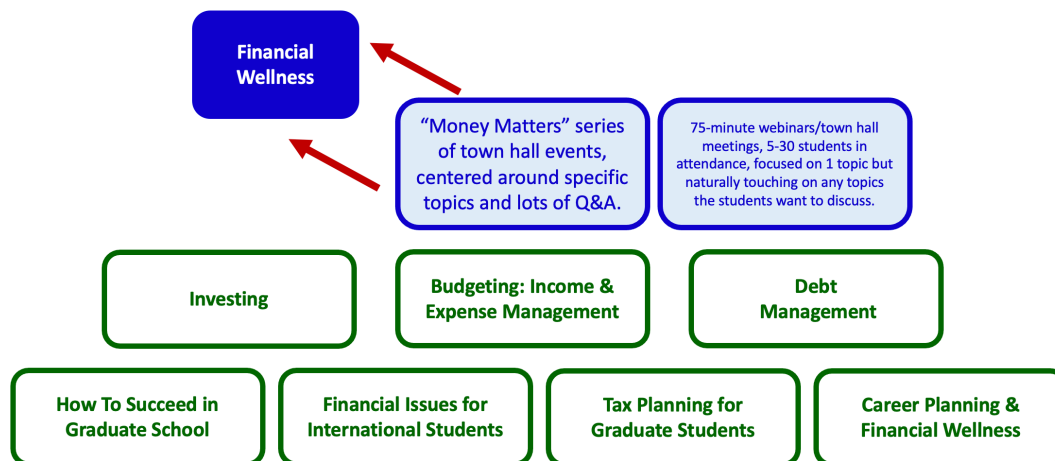 Financial
Wellness
“Money Matters” series
of town hall events,
centered around specific
topics and lots of Q&A.
75-minute webinars/town hall
meetings, 5-30 students in
attendance, focused on 1 topic but
naturally touching on any topics
the students want to discuss.
Investing
Budgeting: Income &
Expense Management
Debt
Management
How To Succeed in
Graduate School
Financial Issues for
International Students
Tax Planning for
Graduate Students
Career Planning &
Financial Wellness